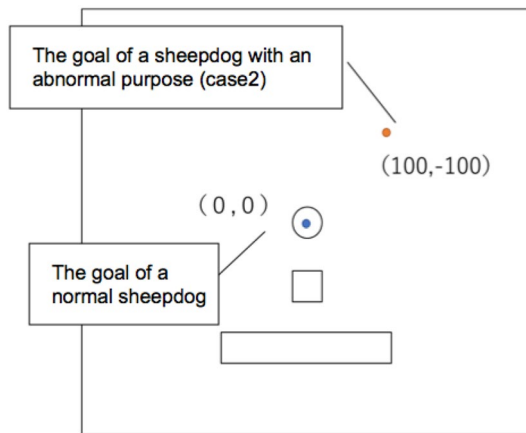 The goal of a sheepdog with an
abnormal purpose (case2)
(100,-100)
(0,0)
The goal of a
normal sheepdog